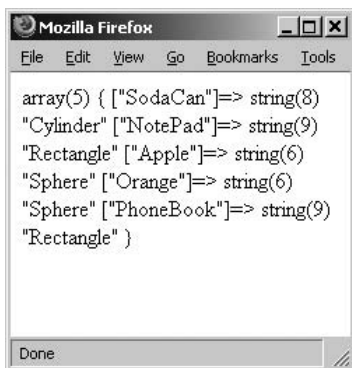 Mozilla Firefox
File Edit View Go Bookmarks Tools
array(5) { ["SodaCan"]=> string(8)
"Cylinder" ["NotePad"]=> string(9)
"Rectangle" ["Apple"]=> string(6)
"Sphere" ["Orange"]=> string(6)
"Sphere" ["PhoneBook"]=> string(9)
"Rectangle" }
Done